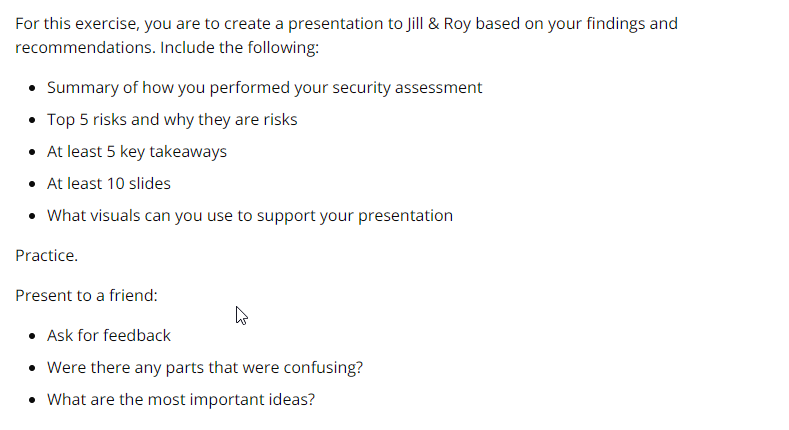 For this exercise, you are to create a presentation to Jill & Roy based on your findings and
recommendations. Include the following:
• Summary of how you performed your security assessment
• Top 5 risks and why they are risks
• At least 5 key takeaways
• At least 10 slides
• What visuals can you use to support your presentation
Practice.
Present to a friend:
• Ask for feedback
• Were there any parts that were confusing?
• What are the most important ideas?